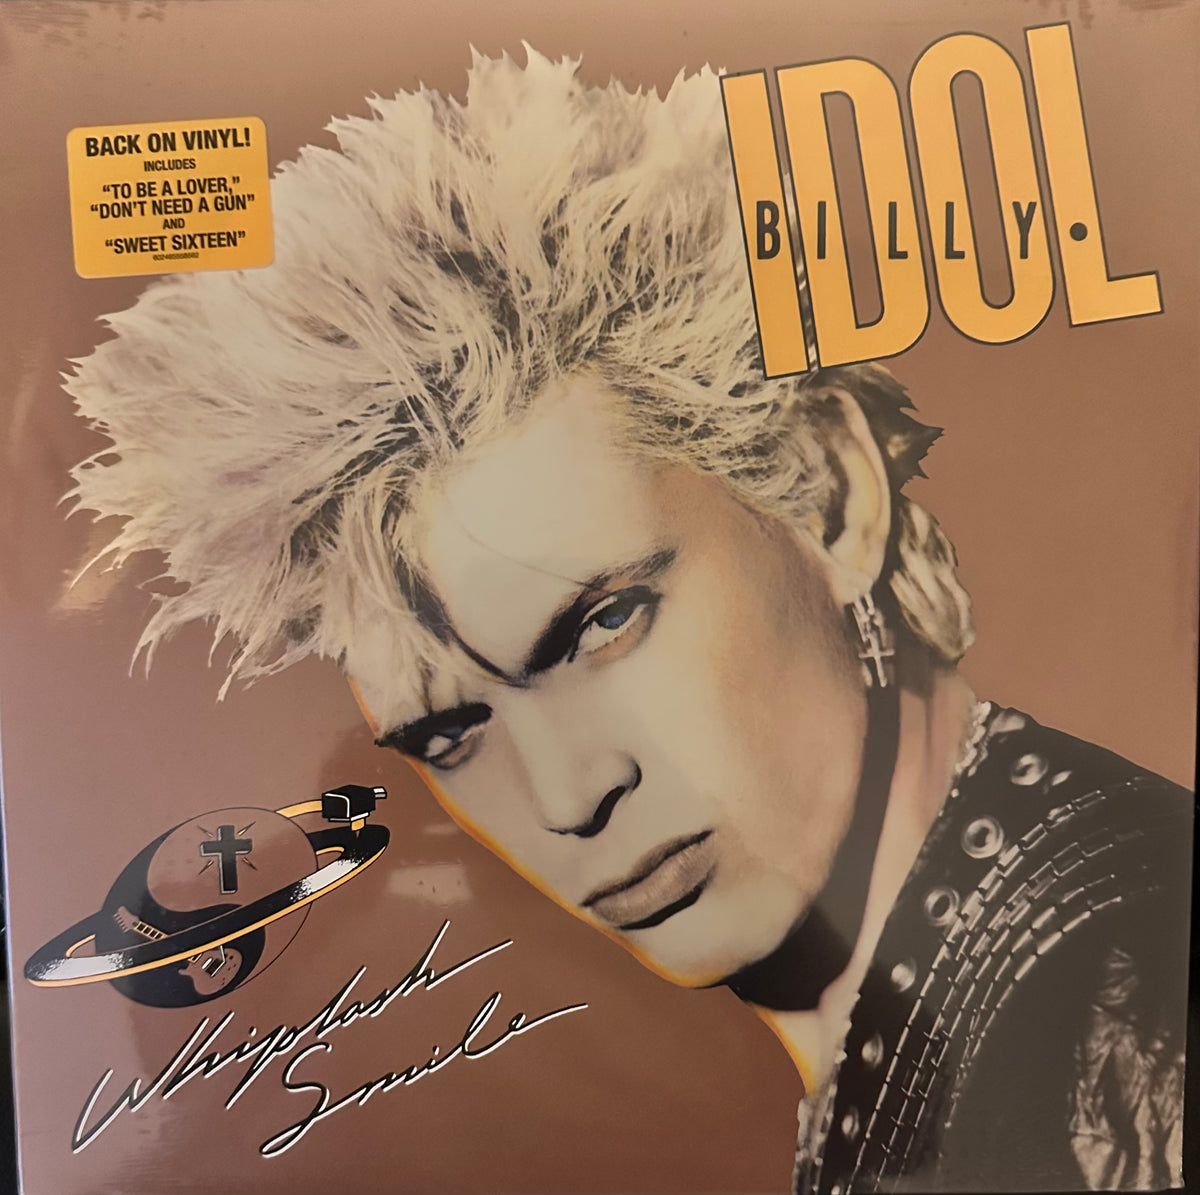 IDOL
BILLY.
BACK ON VINYL!
INCLUDES
“TO BE A LOVER,”
“DON’T NEED A GUN”
AND
“SWEET SIXTEEN”
Whiplash
Smile